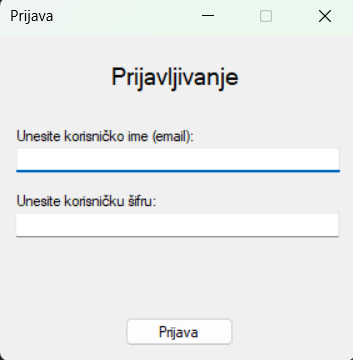 Prijava
Prijavljivanje
Unesite korisničko ime (email):
Unesite korisničku šifru:
Prijava